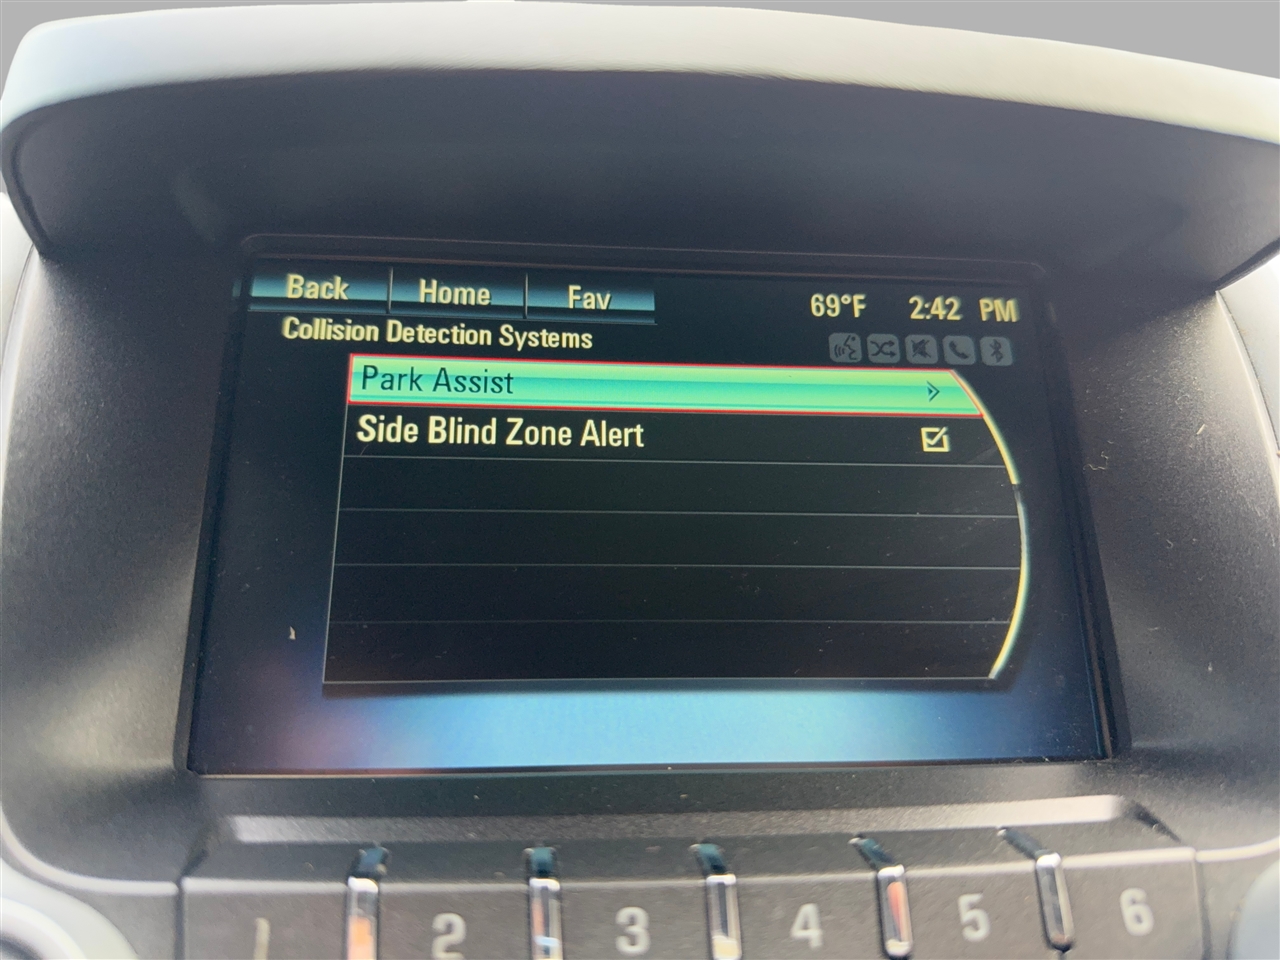 Back Home Fav 69°F 2:42 PM
Collision Detection Systems
Park Assist
Side Blind Zone Alert
1 2 3 4 5 6